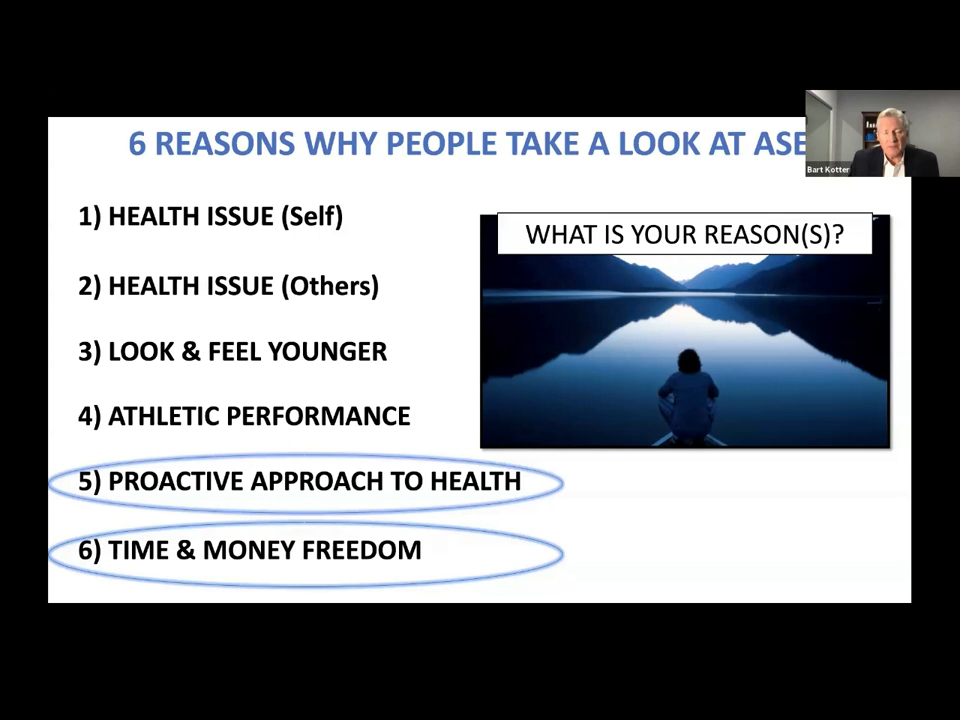 6 REASONS WHY PEOPLE TAKE A LOOK AT
Bart Kotter
1) HEALTH ISSUE (Self)
WHAT IS YOUR REASON(S)?
2) HEALTH ISSUE (Others)
3) LOOK & FEEL YOUNGER
4) ATHLETIC PERFORMANCE
5) PROACTIVE APPROACH TO HEALTH
6) TIME & MONEY FREEDOM